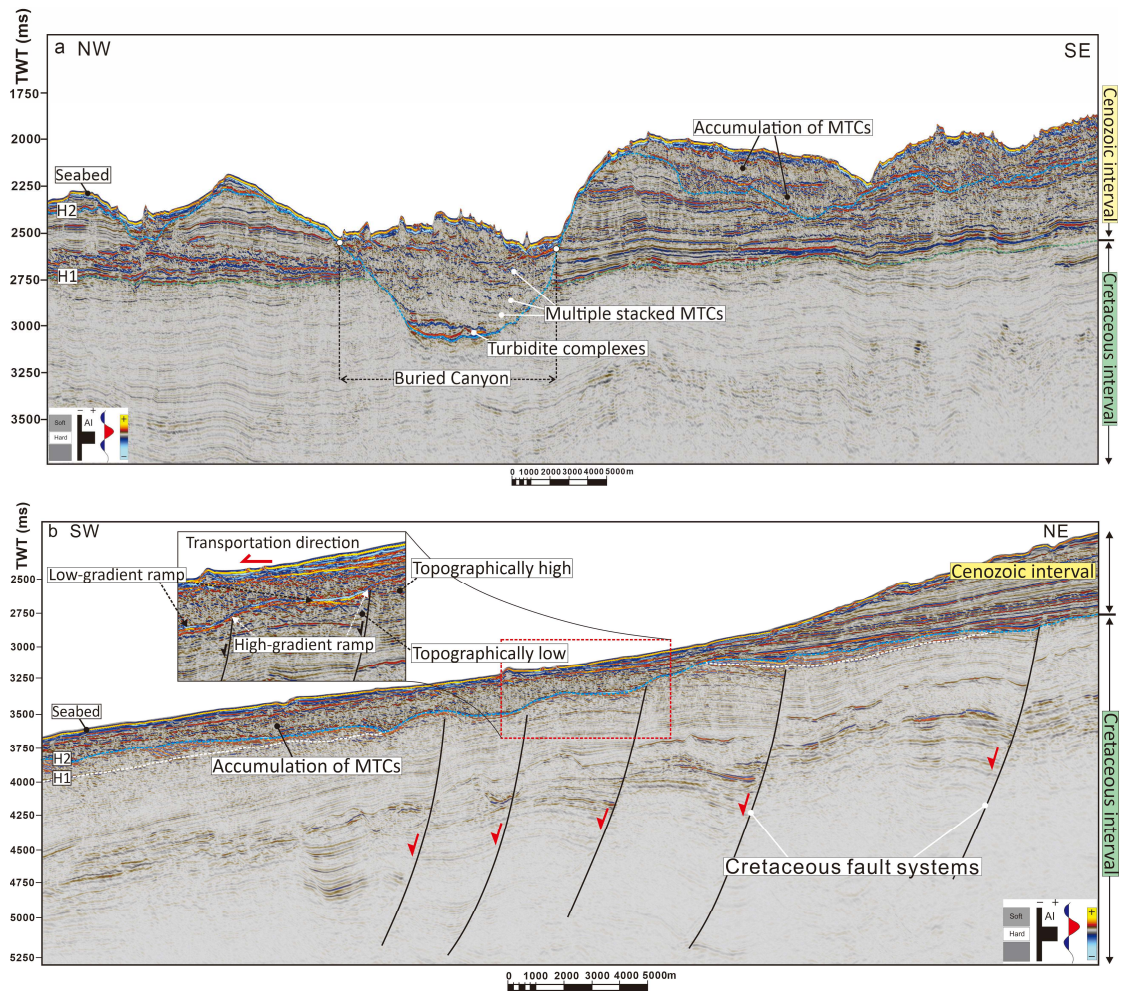 TWT (ms)
a NW
SE
1750
2000
2250
2500
2750
3000
3250
3500
Seabed
H2
H1
Accumulation of MTCs
Multiple stacked MTCs
Turbidite complexes
Buried Canyon
Cenozoic interval
Cretaceous interval
− +
Soft
AI
Hard
+
−
0 1000 2000 3000 4000 5000m
TWT (ms)
b SW
NE
2500
2750
3000
3250
3500
3750
4000
4250
4500
4750
5000
5250
Transportation direction
Low-gradient ramp
Topographically high
High-gradient ramp
Topographically low
Cenozoic interval
Seabed
H2
H1
Accumulation of MTCs
Cretaceous fault systems
Cretaceous interval
− +
Soft
AI
Hard
+
−
0 1000 2000 3000 4000 5000m